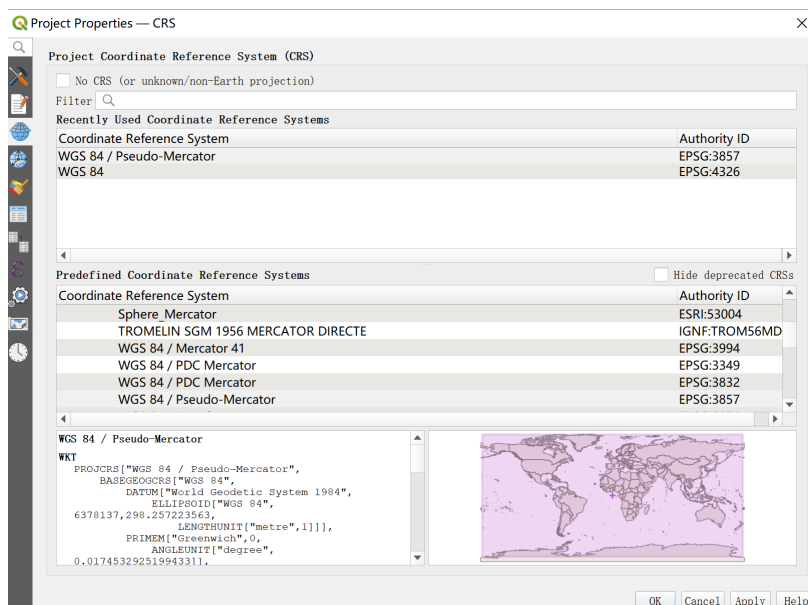 Project Properties — CRS
Project Coordinate Reference System (CRS)
No CRS (or unknown/non-Earth projection)
Filter
Recently Used Coordinate Reference Systems
Coordinate Reference System Authority ID
WGS 84 / Pseudo-Mercator EPSG:3857
WGS 84 EPSG:4326
Predefined Coordinate Reference Systems Hide deprecated CRSs
Coordinate Reference System Authority ID
Sphere_Mercator ESRI:53004
TROMELIN SGM 1956 MERCATOR DIRECTE IGNF:TROM56MD
WGS 84 / Mercator 41 EPSG:3994
WGS 84 / PDC Mercator EPSG:3349
WGS 84 / PDC Mercator EPSG:3832
WGS 84 / Pseudo-Mercator EPSG:3857
WGS 84 / Pseudo-Mercator
WKT
PROJCRS["WGS 84 / Pseudo-Mercator",
BASEGEOGCRS["WGS 84",
DATUM["World Geodetic System 1984",
ELLIPSOID["WGS 84",
6378137,298.257223563,
LENGTHUNIT["metre",1]]],
PRIMEM["Greenwich",0,
ANGLEUNIT["degree",
0.0174532925199433]],
OK Cancel Apply Help